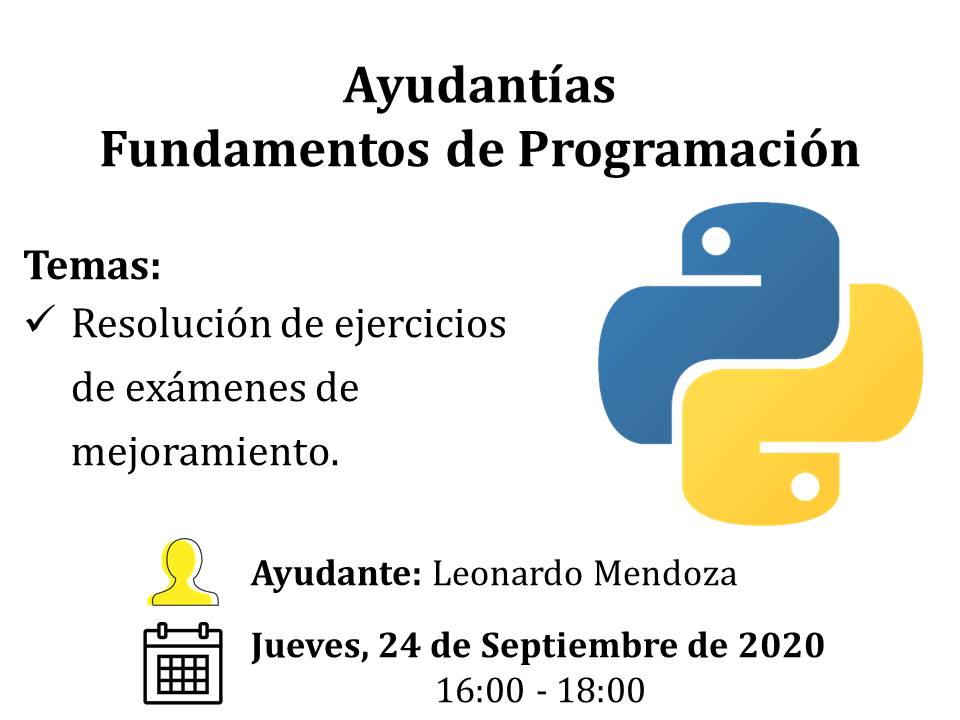 Ayudantías
Fundamentos de Programación
Temas:
✓ Resolución de ejercicios
de exámenes de
mejoramiento.
Ayudante: Leonardo Mendoza
Jueves, 24 de Septiembre de 2020
16:00 - 18:00